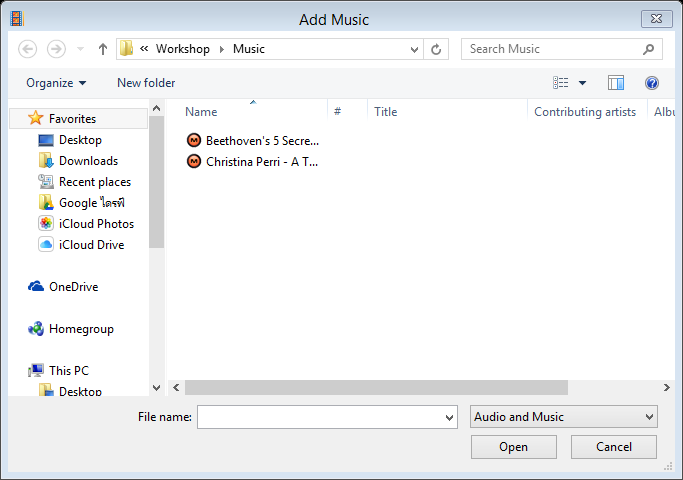 Add Music
« Workshop Music
Search Music
Organize New folder
Name # Title Contributing artists Albu
Beethoven's 5 Secre...
Christina Perri - A T...
Favorites
Desktop
Downloads
Recent places
Google ไดรฟ์
iCloud Photos
iCloud Drive
OneDrive
Homegroup
This PC
Desktop
File name: Audio and Music
Open Cancel